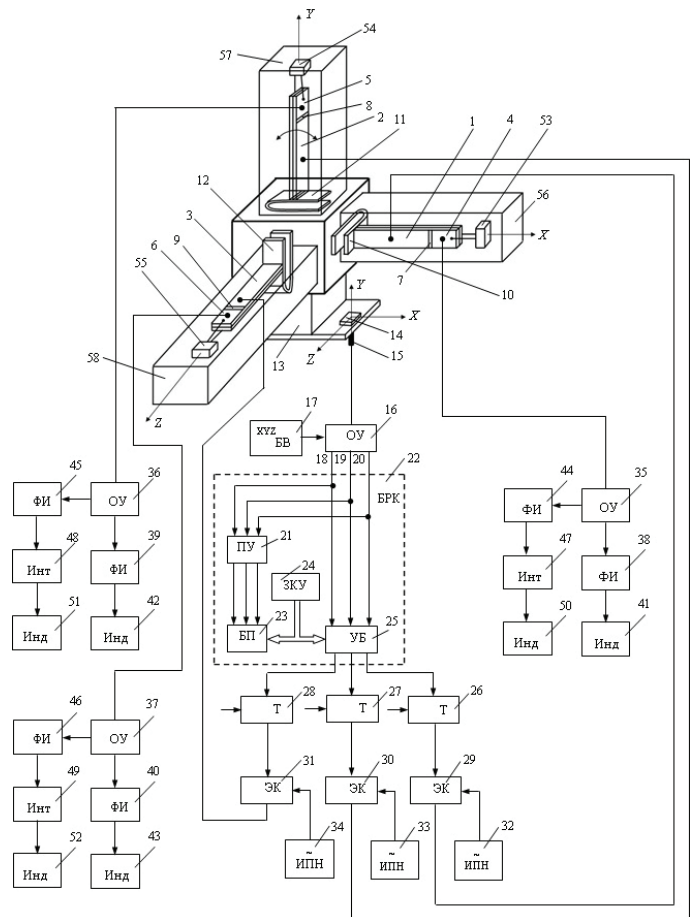 Y
57
54
5
8
2
11
1
4
53
12
3
9
6
55
56
X
7
10
Y
X
14
Z
15
13
58
Z
17
16
XYZ
БВ
ОУ
18 19 20
22
БРК
45
36
44
35
ФИ
ОУ
ФИ
ОУ
21
ПУ
48
39
24
47
38
Инт
ФИ
ЗКУ
Инт
ФИ
51
42
23
25
50
41
Инд
Инд
БП
УБ
Инд
Инд
28
27
26
46
37
Т
Т
Т
ФИ
ОУ
49
40
31
30
29
Инт
ФИ
ЭК
ЭК
ЭК
52
43
34
33
32
Инд
Инд
~
ИПН
~
ИПН
~
ИПН